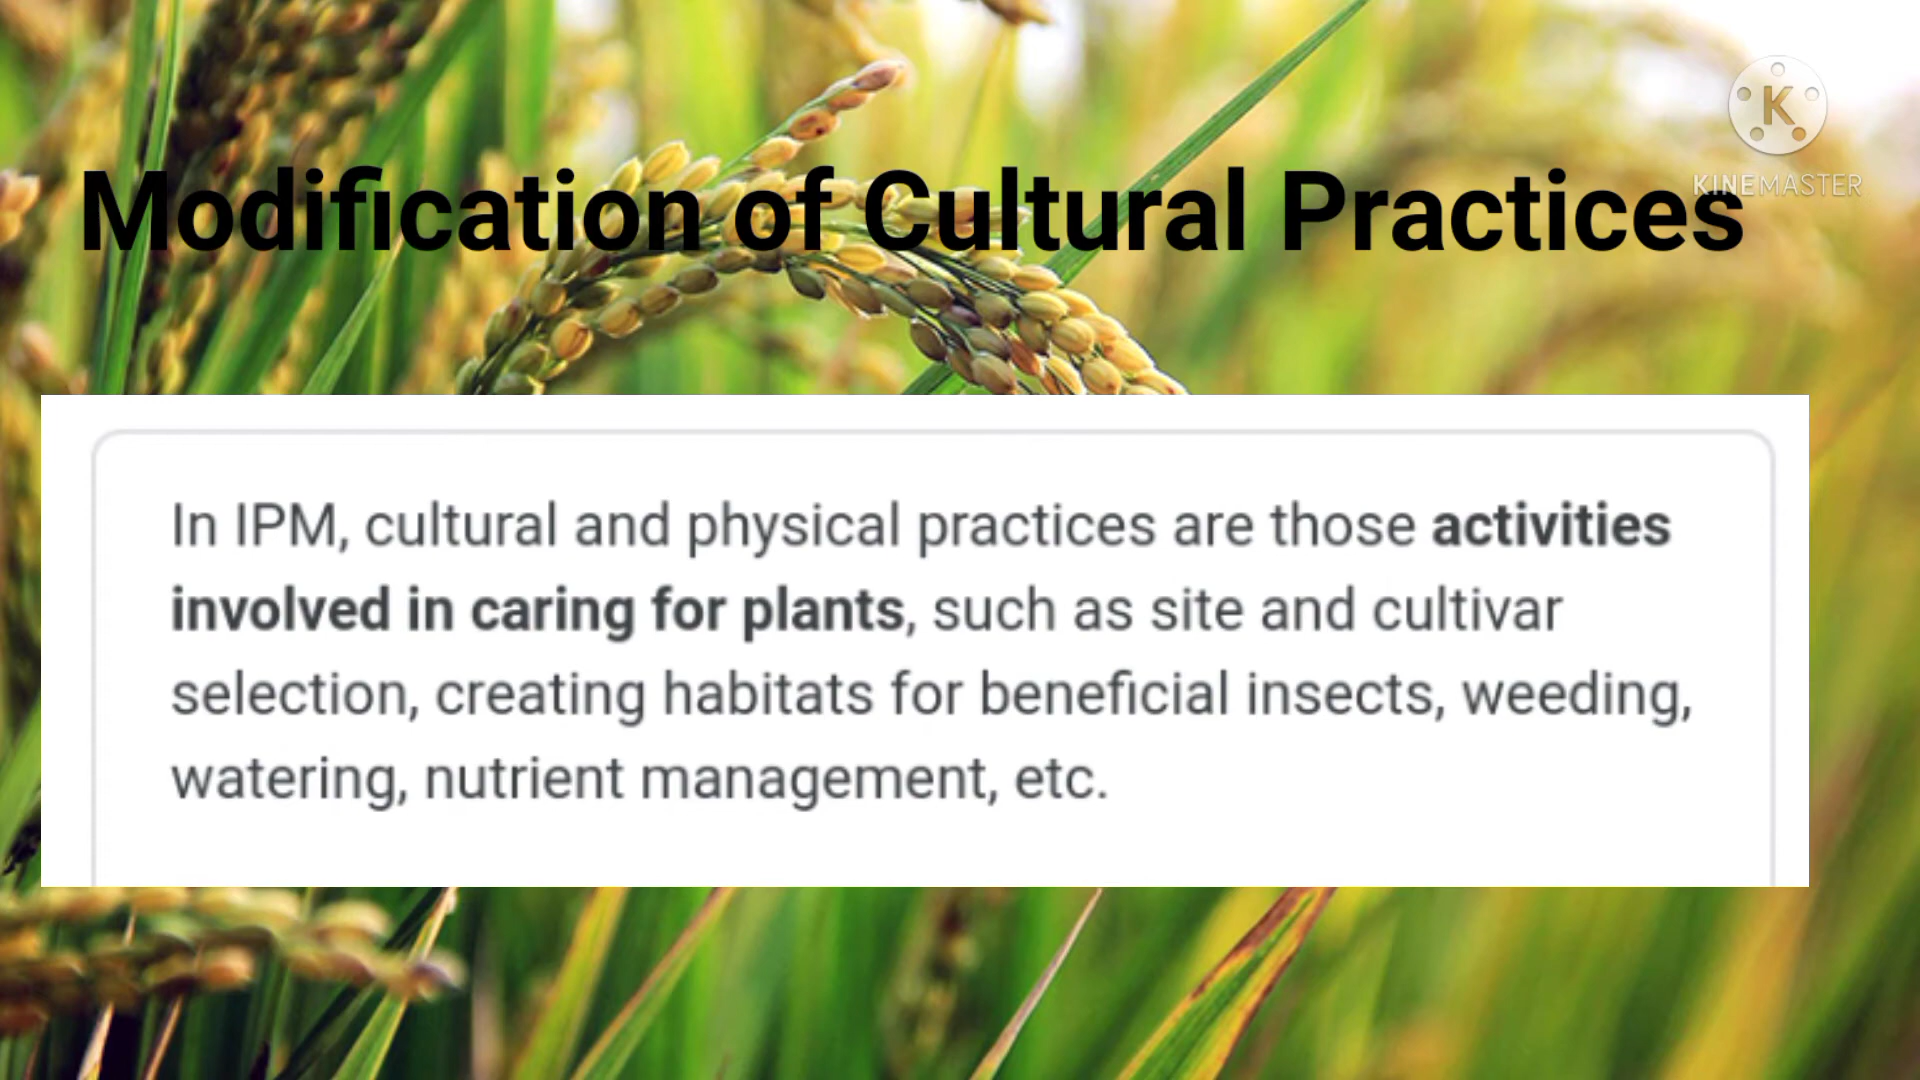 K
KINEMASTER
Modification of Cultural Practices
In IPM, cultural and physical practices are those activities
involved in caring for plants, such as site and cultivar
selection, creating habitats for beneficial insects, weeding,
watering, nutrient management, etc.